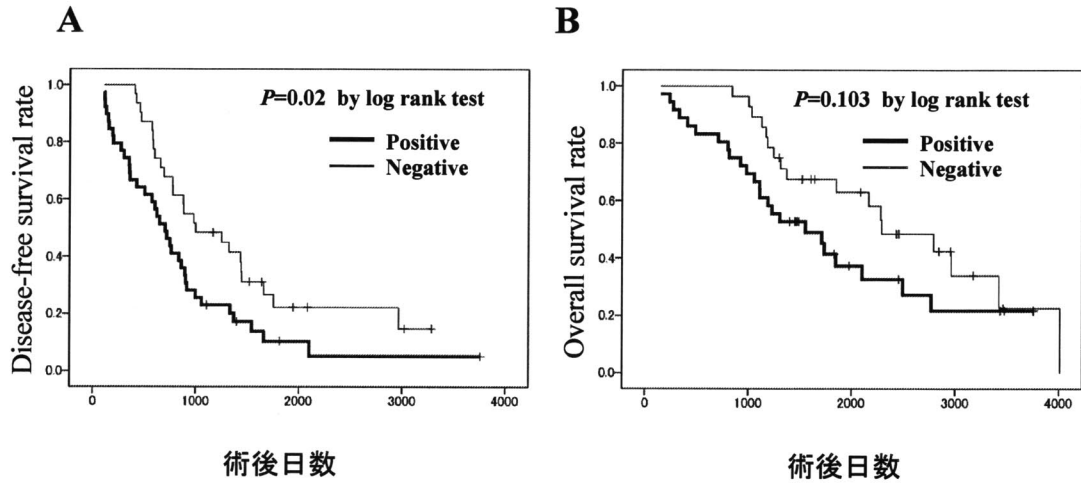 A
P=0.02 by log rank test
Positive
Negative
Disease-free survival rate
1.0
0.8
0.6
0.4
0.2
0.0
0
1000
2000
3000
4000
術後日数
B
P=0.103 by log rank test
Positive
Negative
Overall survival rate
1.0
0.8
0.6
0.4
0.2
0.0
0
1000
2000
3000
4000
術後日数